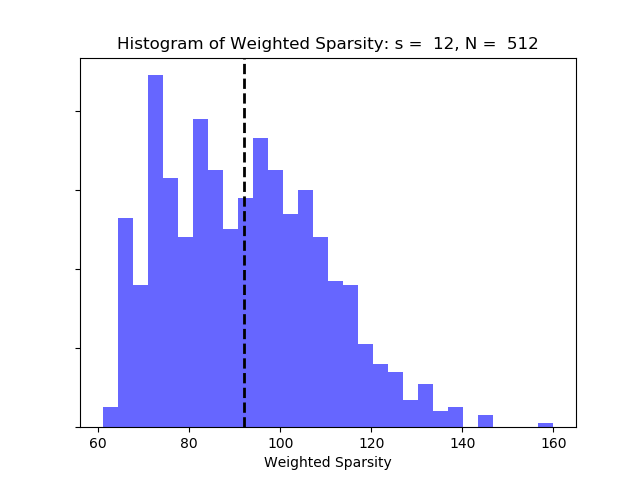 Histogram of Weighted Sparsity: s =  12, N =  512
60 80 100 120 140 160
Weighted Sparsity